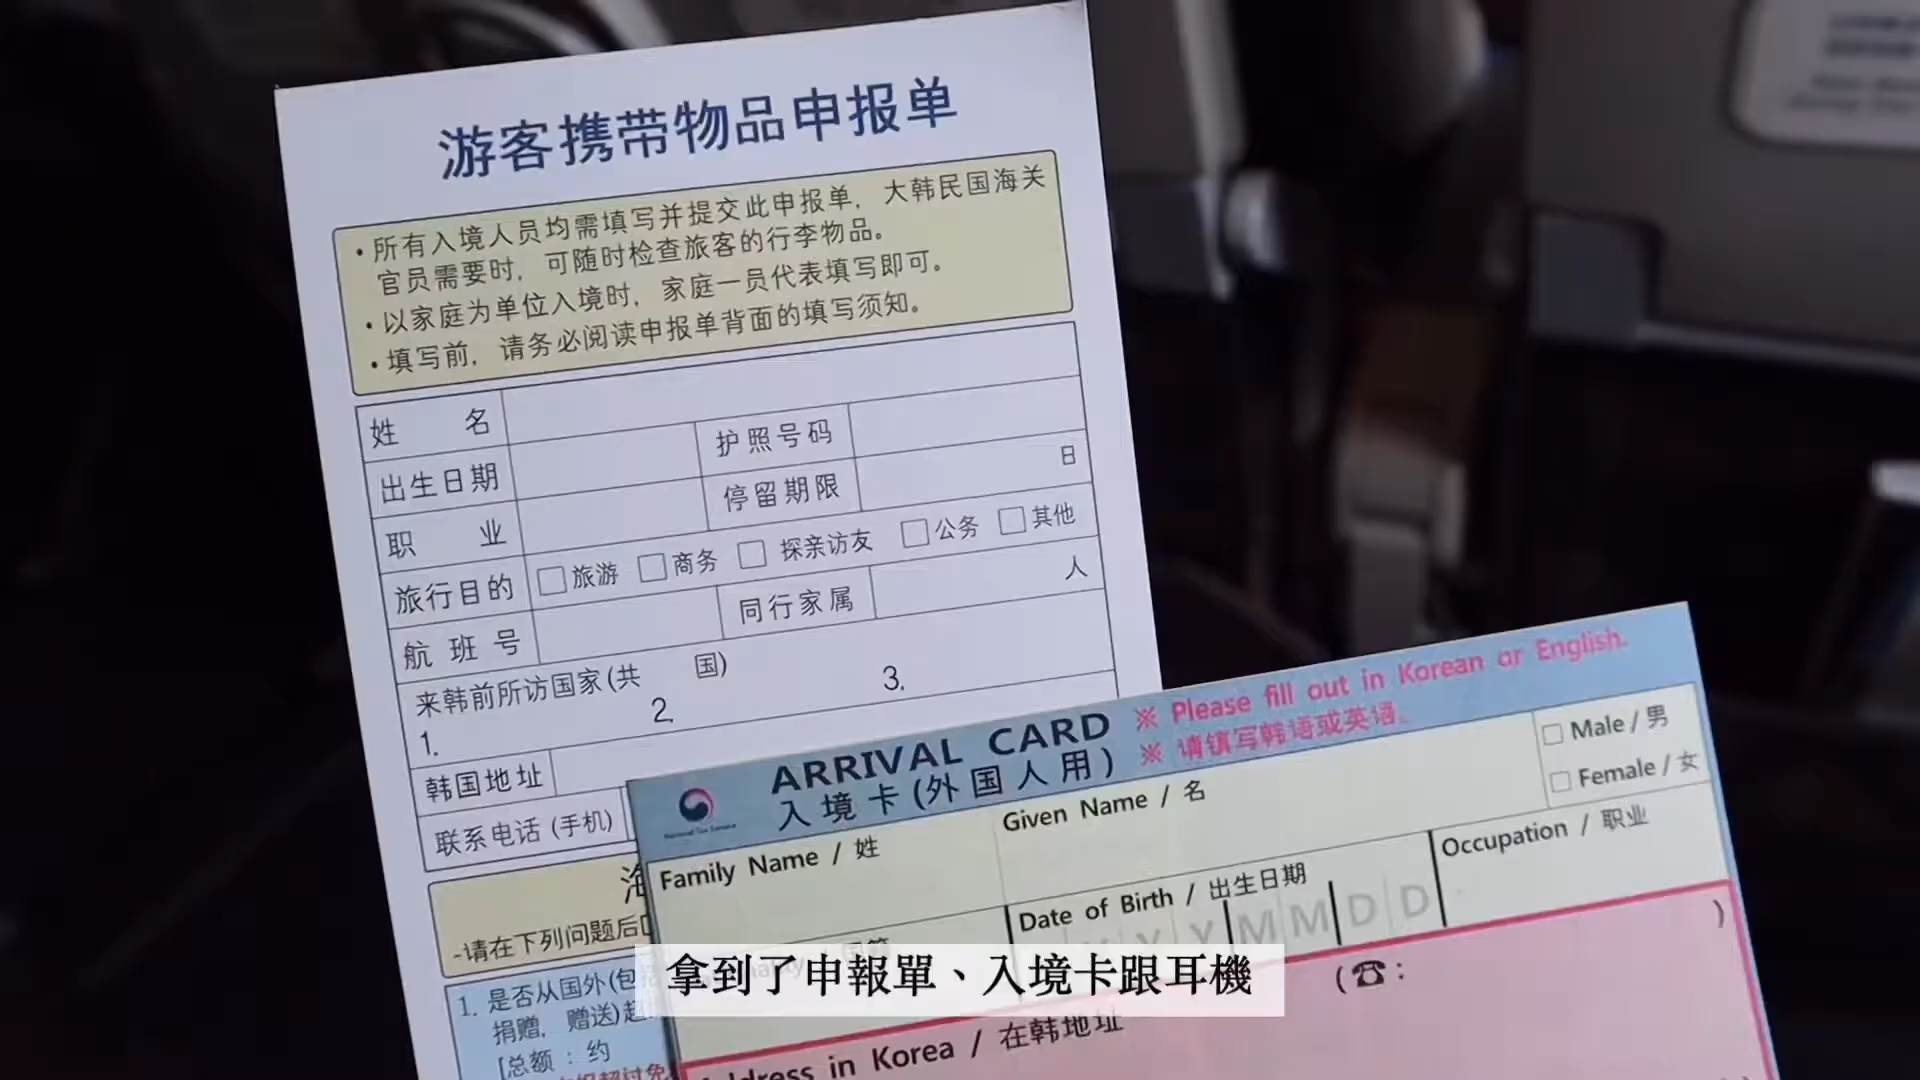 游客携带物品申报单
• 所有入境人员均需填写并提交此申报单，大韩民国海关
官员需要时，可随时检查旅客的行李物品。
• 以家庭为单位入境时，家庭一员代表填写即可。
• 填写前，请务必阅读申报单背面的填写须知。
姓 名
出生日期 护照号码
职 业 停留期限 日
旅行目的 □旅游 □商务 □ 探亲访友 □公务 □其他
航 班 号 同行家属 人
来韩前所访国家(共 国)
1. 2. 3.
韩国地址
联系电话 (手机)
海
-请在下列问题后
1. 是否从国外(包
捐赠，赠送)超
[总额 : 约
ARRIVAL CARD
入境卡(外国人用)
※ Please fill out in Korean or English.
※ 请填写韩语或英语。
Family Name / 姓
Given Name / 名
□ Male / 男
□ Female / 女
Date of Birth / 出生日期
Y Y M M D D
Occupation / 职业
Address in Korea / 在韩地址
(☎ :
)
拿到了申報單、入境卡跟耳機